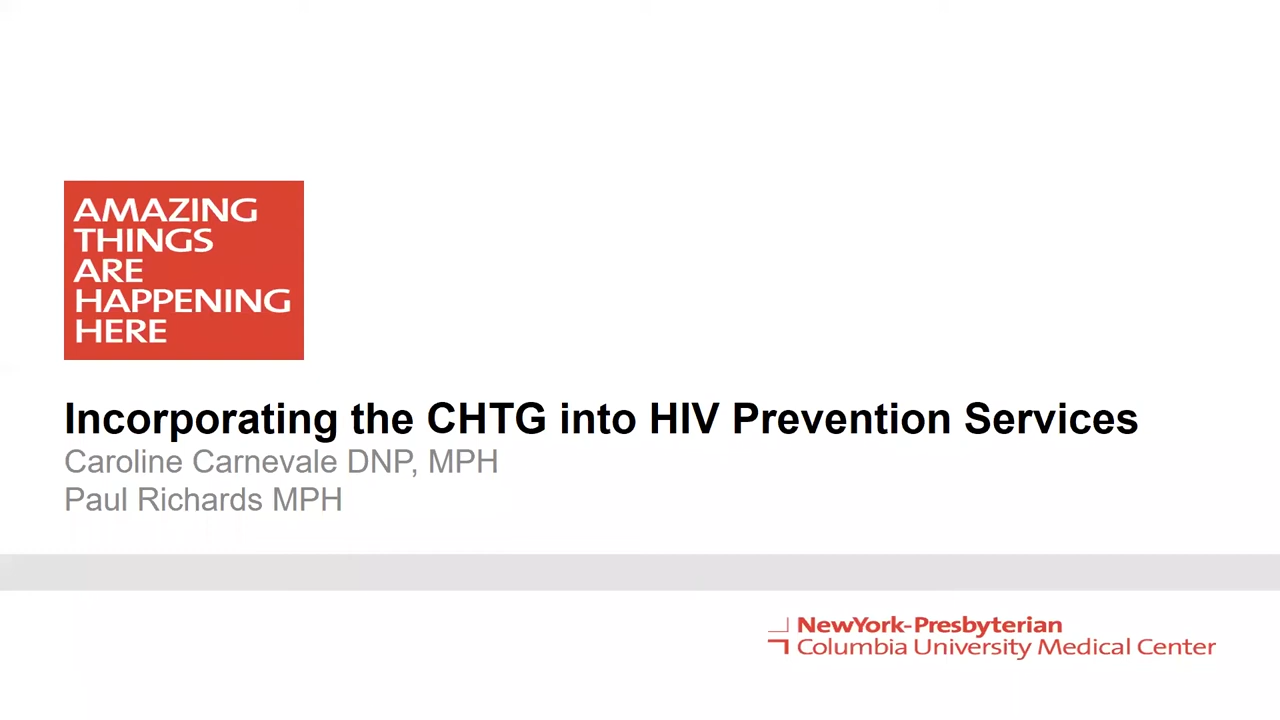 AMAZING
THINGS
ARE
HAPPENING
HERE
Incorporating the CHTG into HIV Prevention Services
Caroline Carnevale DNP, MPH
Paul Richards MPH
NewYork-Presbyterian
Columbia University Medical Center